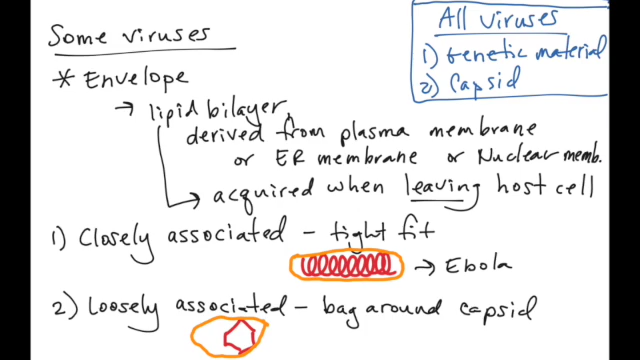 Some viruses
* Envelope
→ lipid bilayer,
derived from plasma membrane
or ER membrane or Nuclear memb.
→ acquired when leaving host cell
1) Closely associated – tight fit
→ Ebola
2) Loosely associated – bag around capsid
All viruses
1) Genetic material
2) Capsid